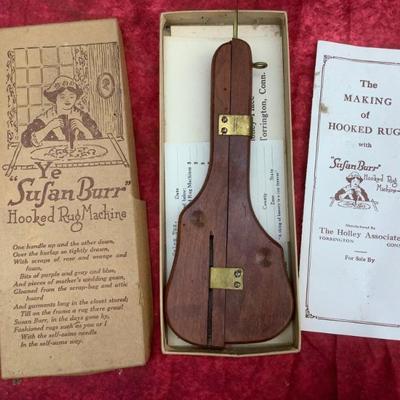 Ye
"Susan Burr"
Hooked Rug Machine
One handle up and the other down,
Over the burlap so tightly drawn,
With scraps of rose and orange and
fawn,
Bits of purple and gray and blue,
And pieces of mother's wedding gown,
Gleaned from the scrap-bag and attic
hoard
And garments long in the closet stored;
Till on the frame a rug there grew!
Susan Burr, in the days gone by,
Fashioned rugs such as you or I
With the self-same needle
In the self-same way.
Torrington, Conn.
The
MAKING
of
HOOKED RUG
with
"Susan Burr"
Hooked Rug
Machine
Manufactured By
The Holley Associate
TORRINGTON CONN
For Sale By